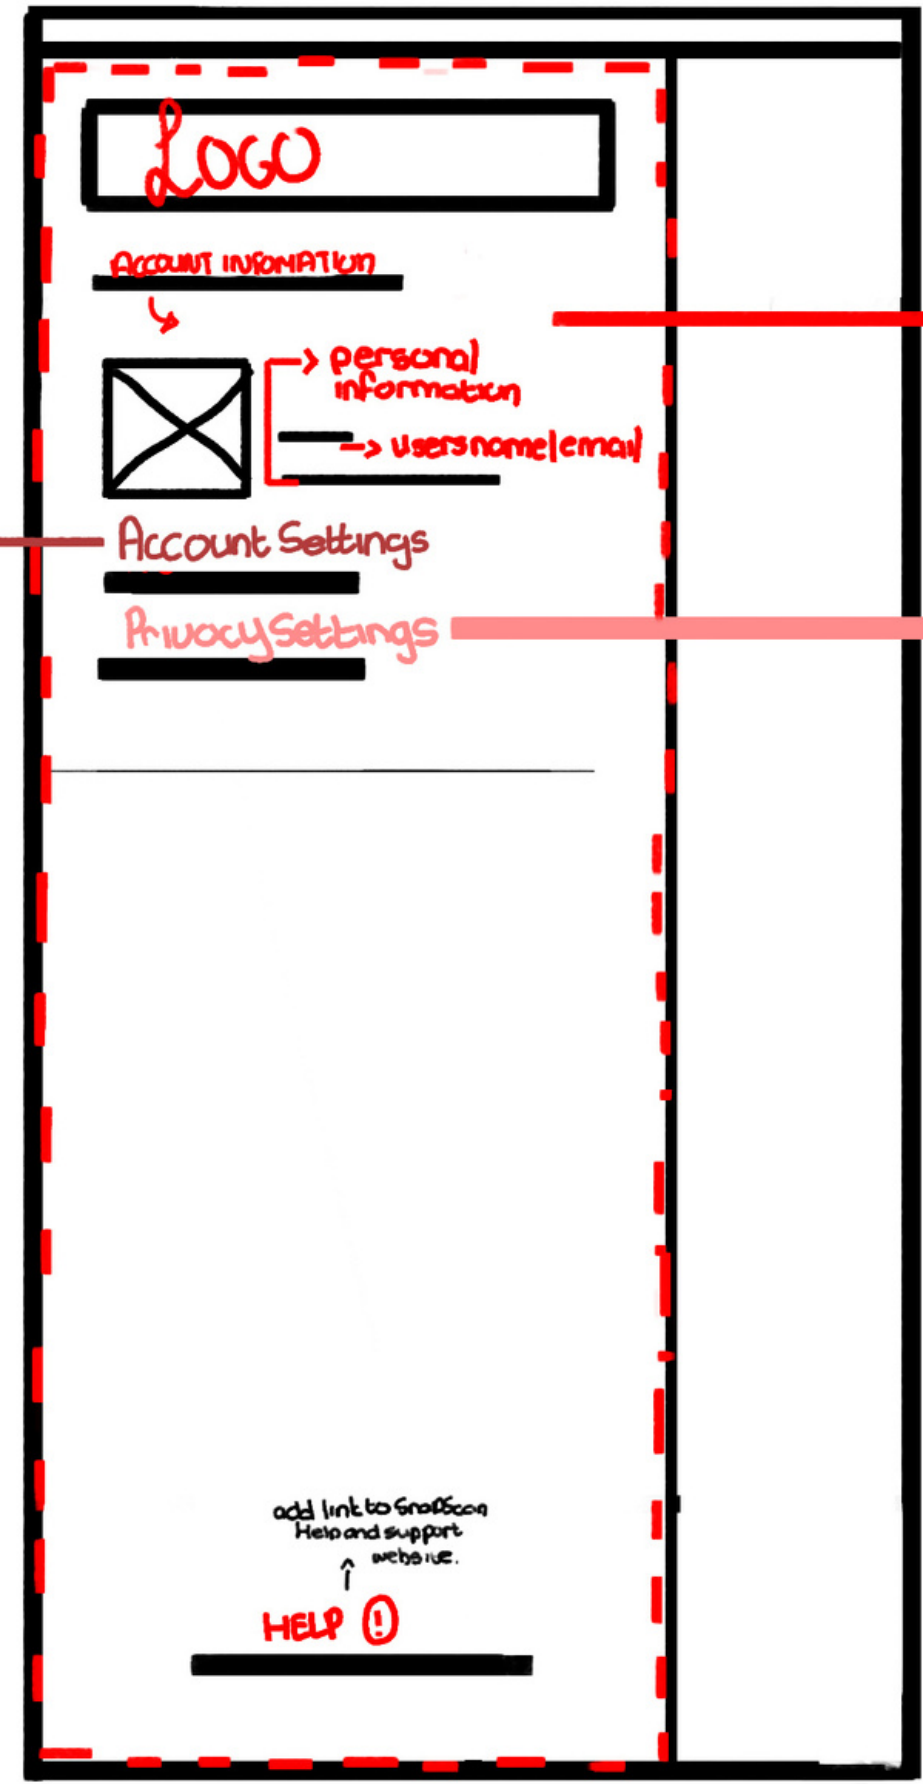 LOGO
ACCOUNT INFOMATION
personal
information
usersname/email
Account Settings
Privacy Settings
add link to SnapScan
Help and support
website.
HELP !